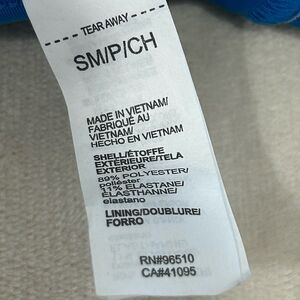 --- TEAR AWAY ---
SM/P/CH
MADE IN VIETNAM/
FABRIQUÉ AU
VIETNAM/
HECHO EN VIETNAM
SHELL/ÉTOFFE
EXTÉRIEURE/TELA
EXTERIOR
89% POLYESTER/
poliéster
11% ELASTANE/
ÉLASTHANNE/
elastano
LINING/DOUBLURE/
FORRO
RN#96510
CA#41095